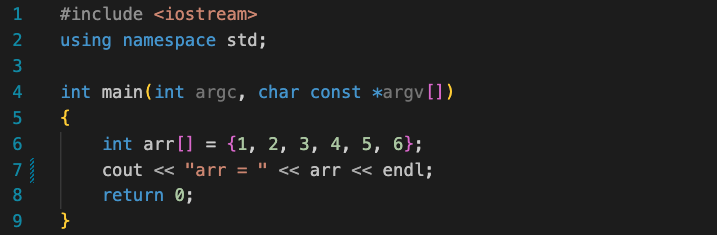 1 #include <iostream>
2 using namespace std;
3
4 int main(int argc, char const *argv[])
5 {
6     int arr[] = {1, 2, 3, 4, 5, 6};
7     cout << "arr = " << arr << endl;
8     return 0;
9 }